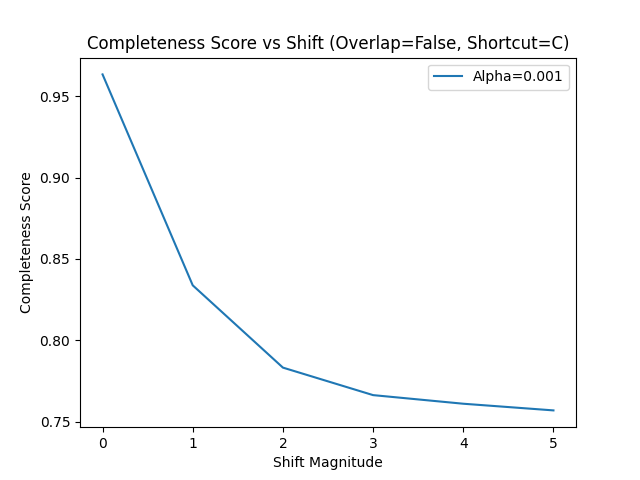 Completeness Score vs Shift (Overlap=False, Shortcut=C)
Alpha=0.001
0.95
0.90
0.85
0.80
0.75
Completeness Score
0 1 2 3 4 5
Shift Magnitude